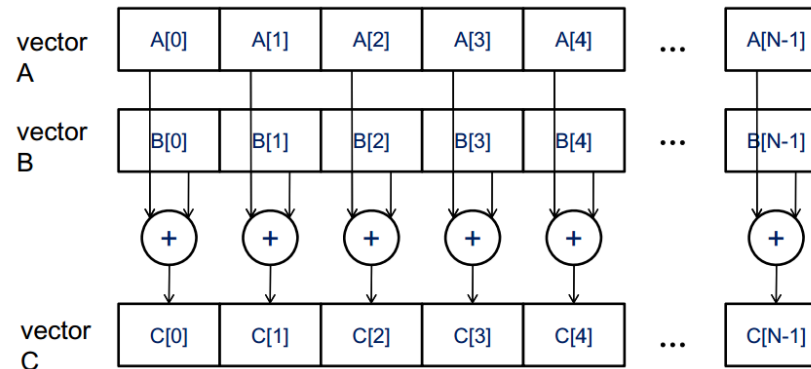 vector A[0] A[1] A[2] A[3] A[4] ... A[N-1]
A
vector B[0] B[1] B[2] B[3] B[4] ... B[N-1]
B
+ + + + + +
vector C[0] C[1] C[2] C[3] C[4] ... C[N-1]
C